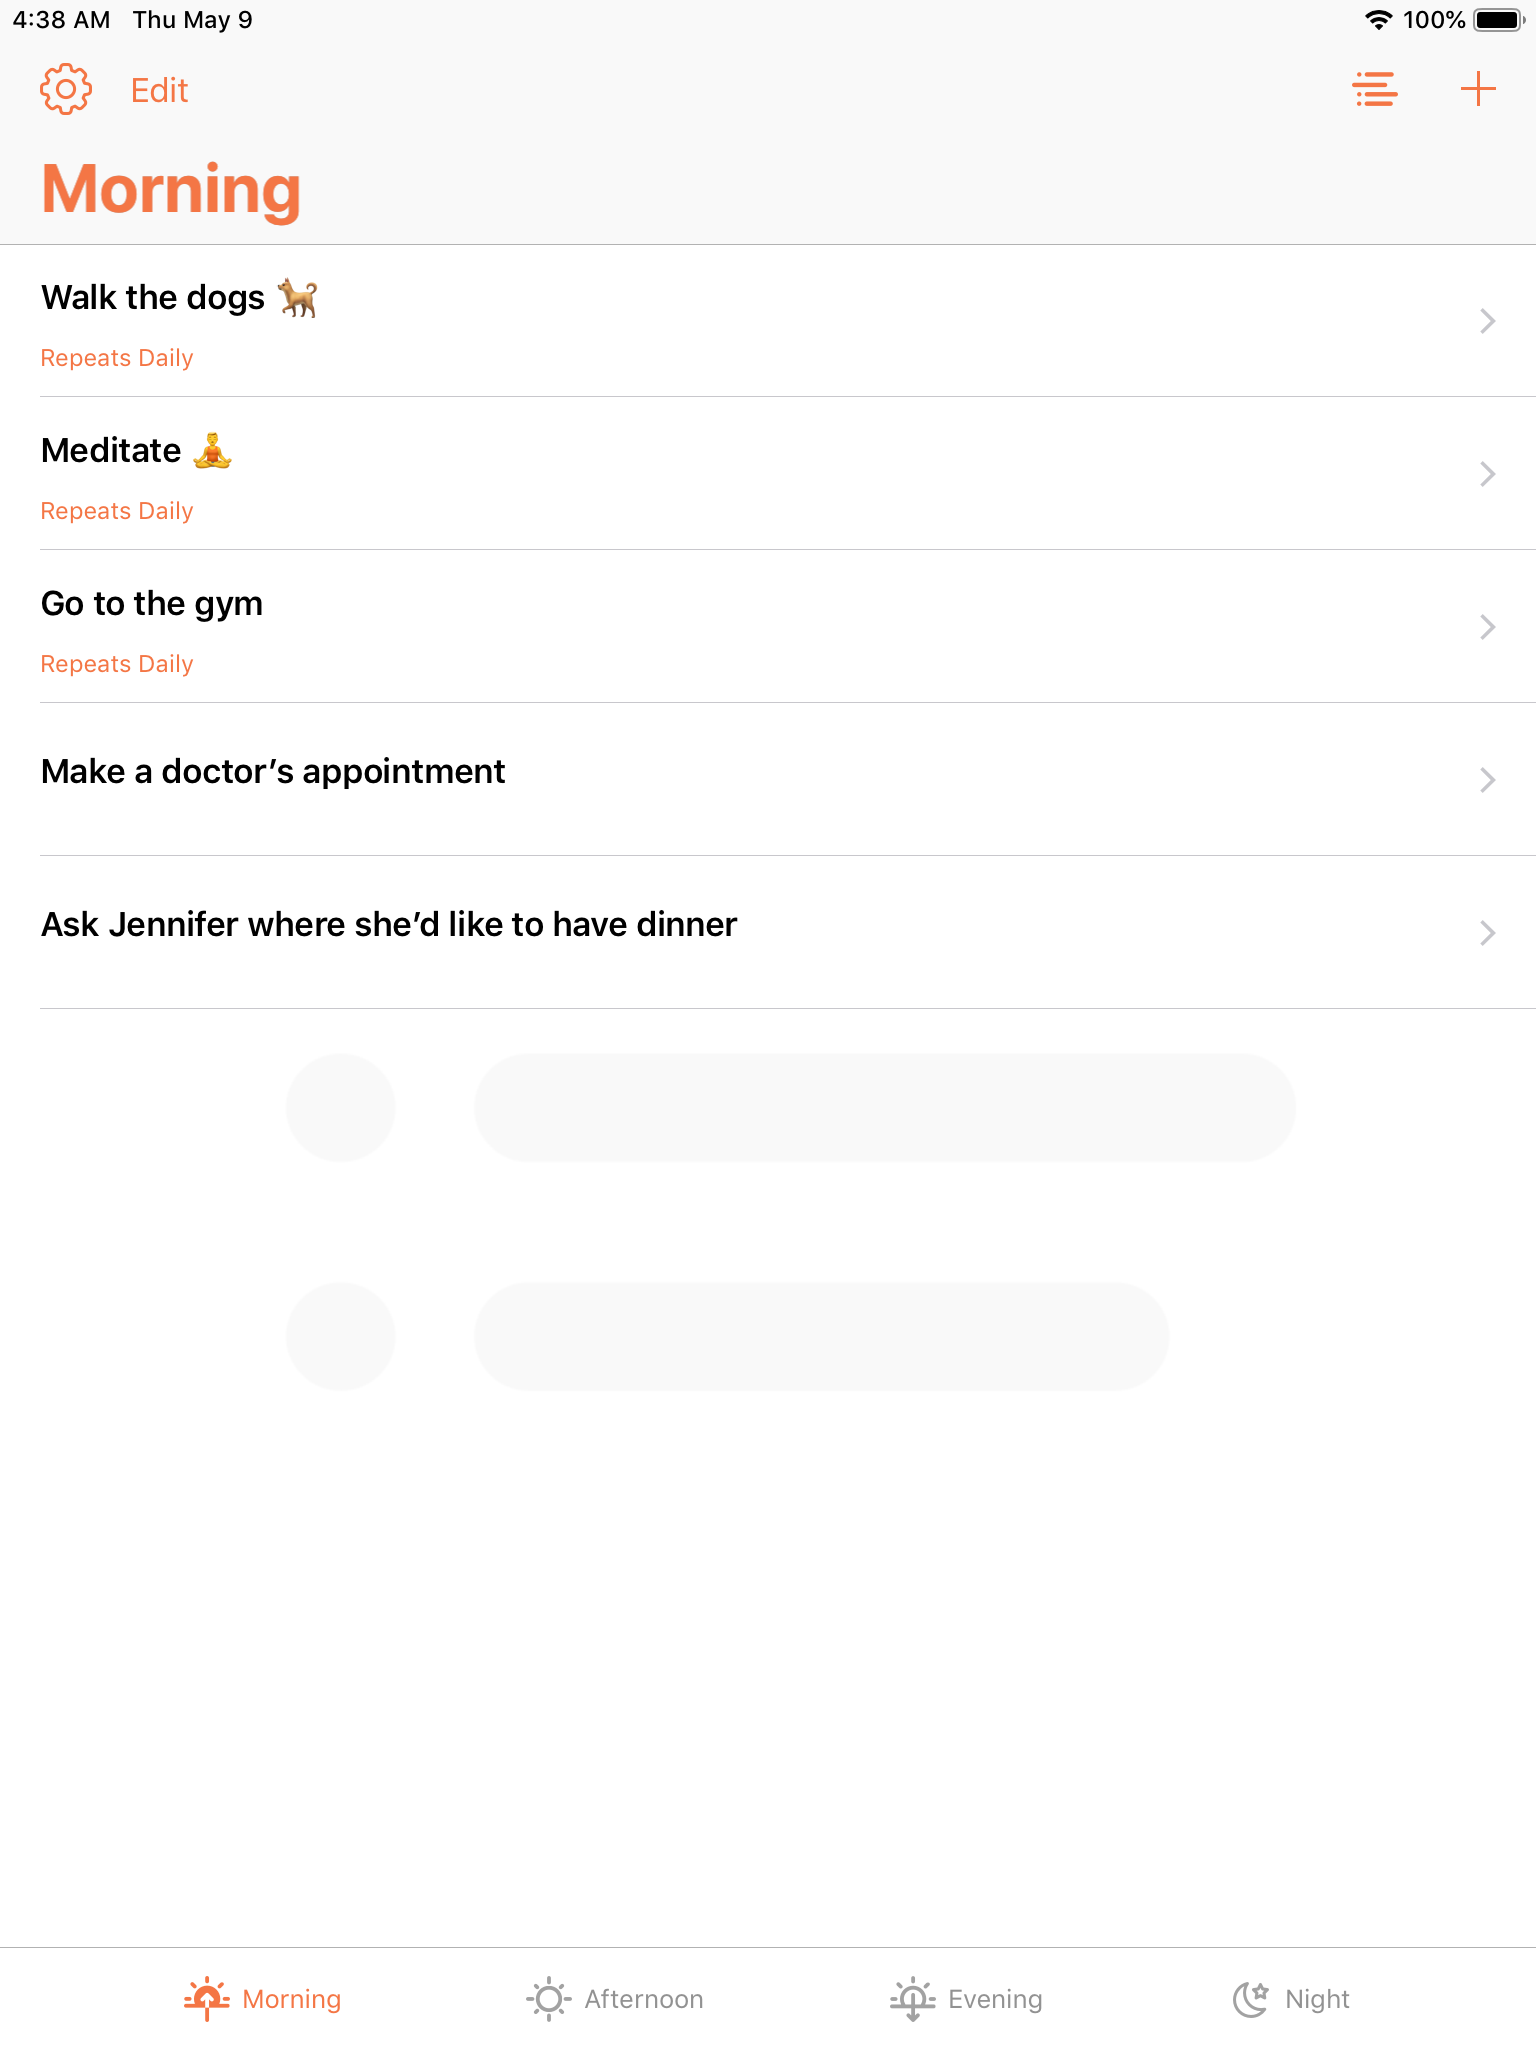 4:38 AM Thu May 9 100%
Edit
Morning
Walk the dogs 🐕
Repeats Daily
Meditate 🧘‍♂️
Repeats Daily
Go to the gym
Repeats Daily
Make a doctor’s appointment
Ask Jennifer where she’d like to have dinner
Morning Afternoon Evening Night